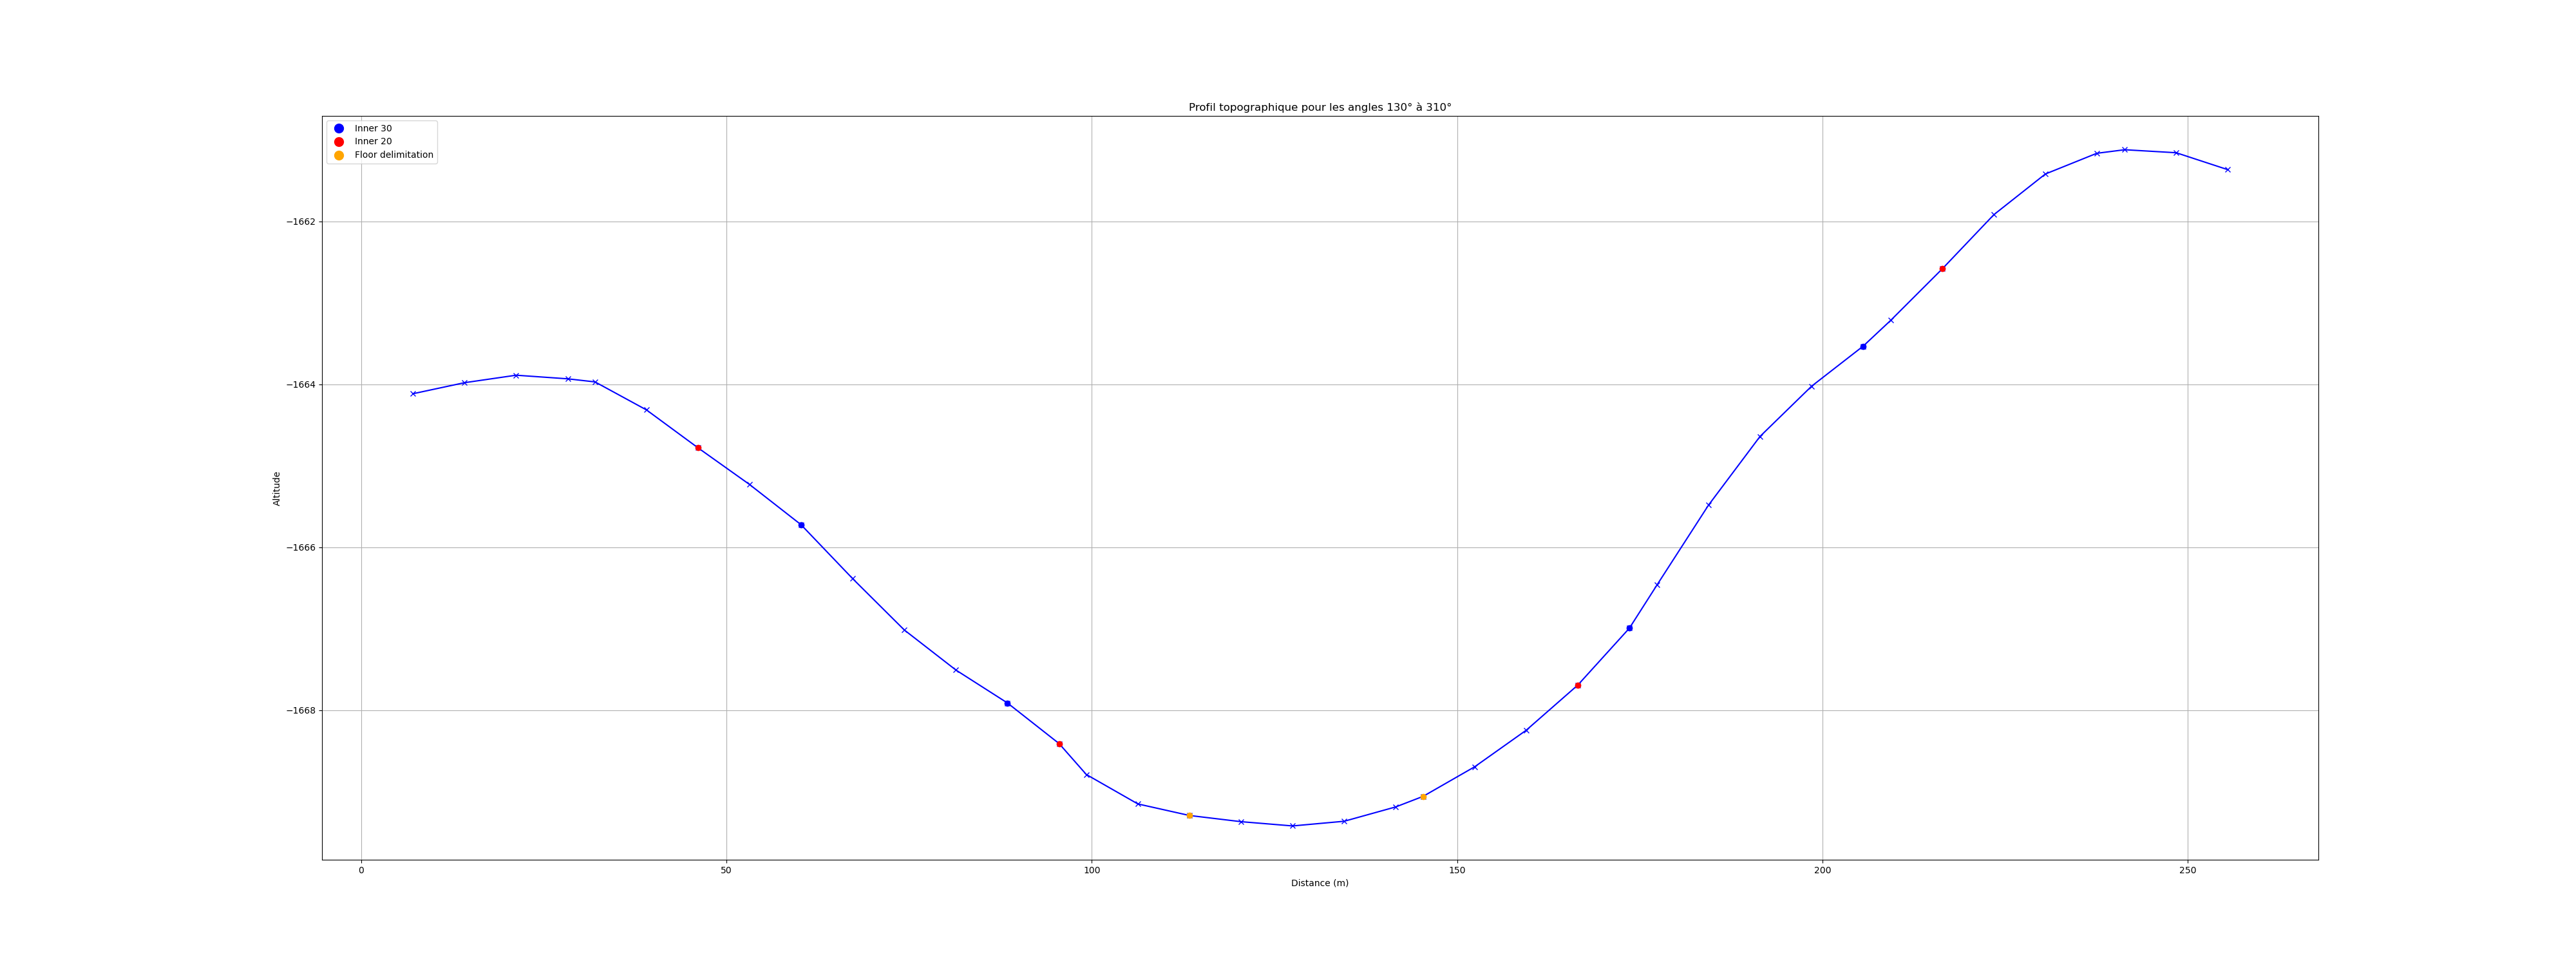 Profil topographique pour les angles 130° à 310°
Inner 30
Inner 20
Floor delimitation
−1662
−1664
−1666
−1668
Altitude
0 50 100 150 200 250
Distance (m)